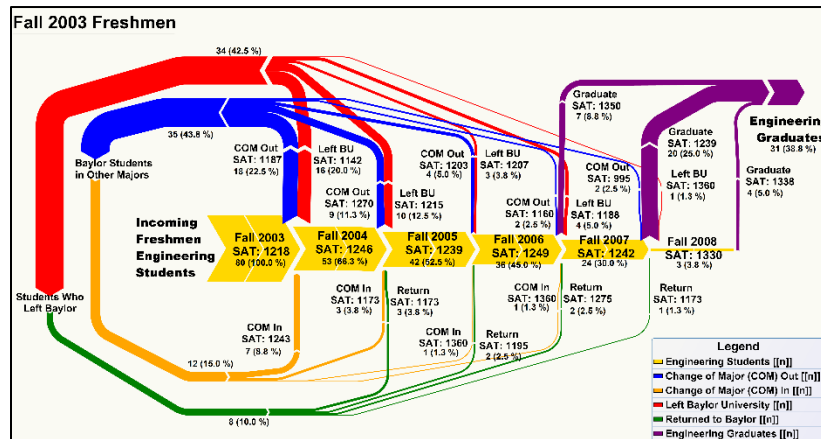 Fall 2003 Freshmen
34 (42.5 %)
35 (43.8 %)
Baylor Students
in Other Majors
COM Out
SAT: 1187
18 (22.5 %)
Left BU
SAT: 1142
16 (20.0 %)
COM Out
SAT: 1270
9 (11.3 %)
Left BU
SAT: 1215
10 (12.5 %)
COM Out
SAT: 1203
4 (5.0 %)
Left BU
SAT: 1207
3 (3.8 %)
COM Out
SAT: 1160
2 (2.5 %)
Left BU
SAT: 1188
4 (5.0 %)
COM Out
SAT: 995
2 (2.5 %)
Left BU
SAT: 1360
1 (1.3 %)
Graduate
SAT: 1350
7 (8.8 %)
Graduate
SAT: 1239
20 (25.0 %)
Graduate
SAT: 1338
4 (5.0 %)
Engineering
Graduates
31 (38.8 %)
Incoming
Freshmen
Engineering
Students
Fall 2003
SAT: 1218
80 (100.0 %)
Fall 2004
SAT: 1246
53 (66.3 %)
Fall 2005
SAT: 1239
42 (52.5 %)
Fall 2006
SAT: 1249
36 (45.0 %)
Fall 2007
SAT: 1242
24 (30.0 %)
Fall 2008
SAT: 1330
3 (3.8 %)
Students Who
Left Baylor
COM In
SAT: 1243
7 (8.8 %)
COM In
SAT: 1173
3 (3.8 %)
Return
SAT: 1173
3 (3.8 %)
COM In
SAT: 1360
1 (1.3 %)
Return
SAT: 1195
2 (2.5 %)
COM In
SAT: 1360
1 (1.3 %)
Return
SAT: 1275
2 (2.5 %)
Return
SAT: 1173
1 (1.3 %)
12 (15.0 %)
8 (10.0 %)
Legend
Engineering Students [[n]]
Change of Major (COM) Out [[n]]
Change of Major (COM) In [[n]]
Left Baylor University [[n]]
Returned to Baylor [[n]]
Engineering Graduates [[n]]